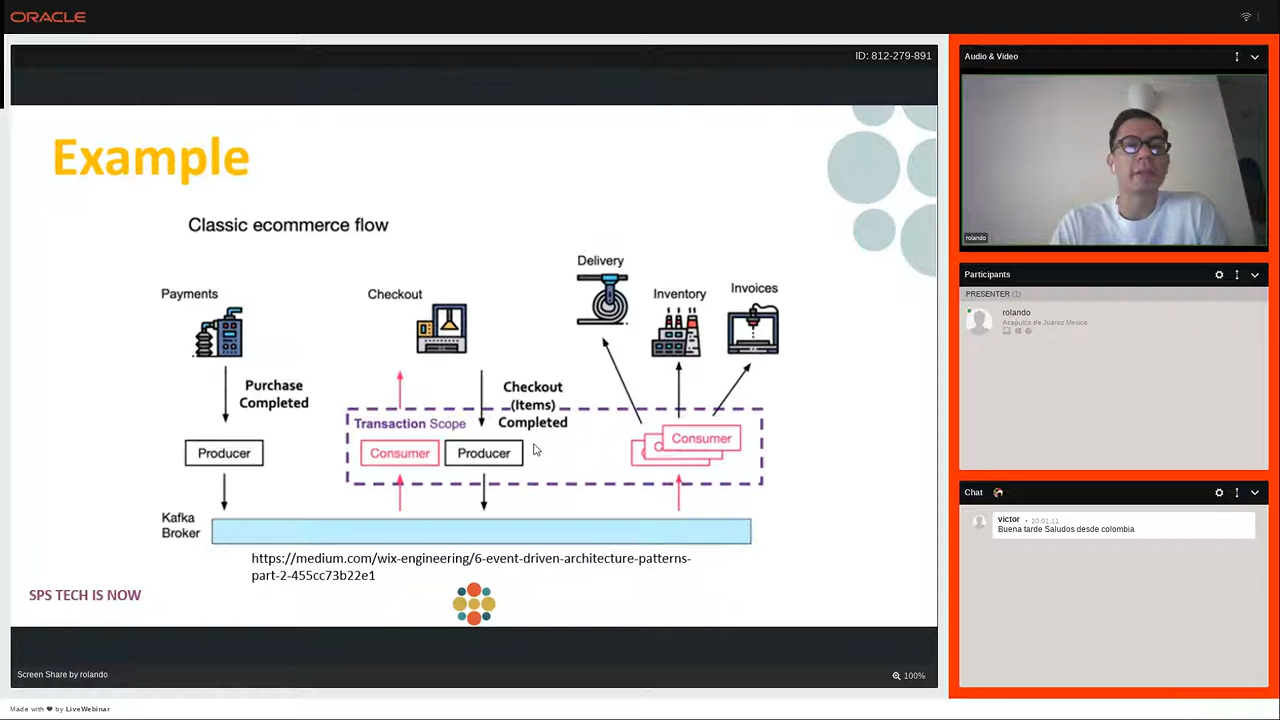 ORACLE
ID: 812-279-891
Example
Classic ecommerce flow
Payments
Checkout
Delivery
Inventory
Invoices
Purchase
Completed
Checkout
(Items)
Completed
Transaction Scope
Producer
Consumer
Producer
Consumer
Kafka
Broker
https://medium.com/wix-engineering/6-event-driven-architecture-patterns-
part-2-455cc73b22e1
SPS TECH IS NOW
Screen Share by rolando
100%
Made with ❤ by LiveWebinar
Audio & Video
rolando
Participants
PRESENTER (1)
rolando
Acapulco de Juarez Mexico
Chat
victor • 20:01:11
Buena tarde Saludos desde colombia